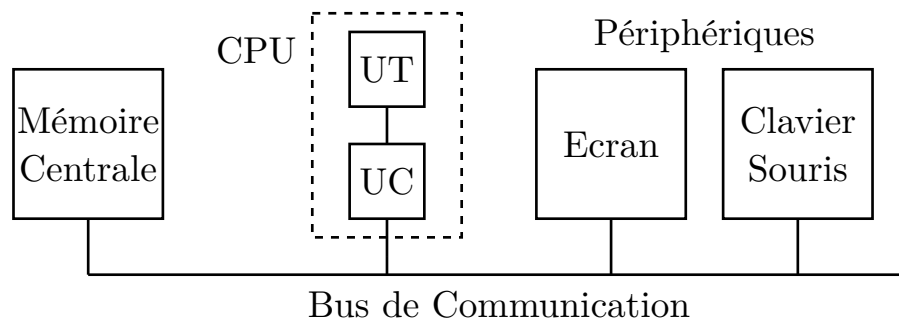 CPU
UT
UC
Périphériques
Mémoire
Centrale
Ecran
Clavier
Souris
Bus de Communication